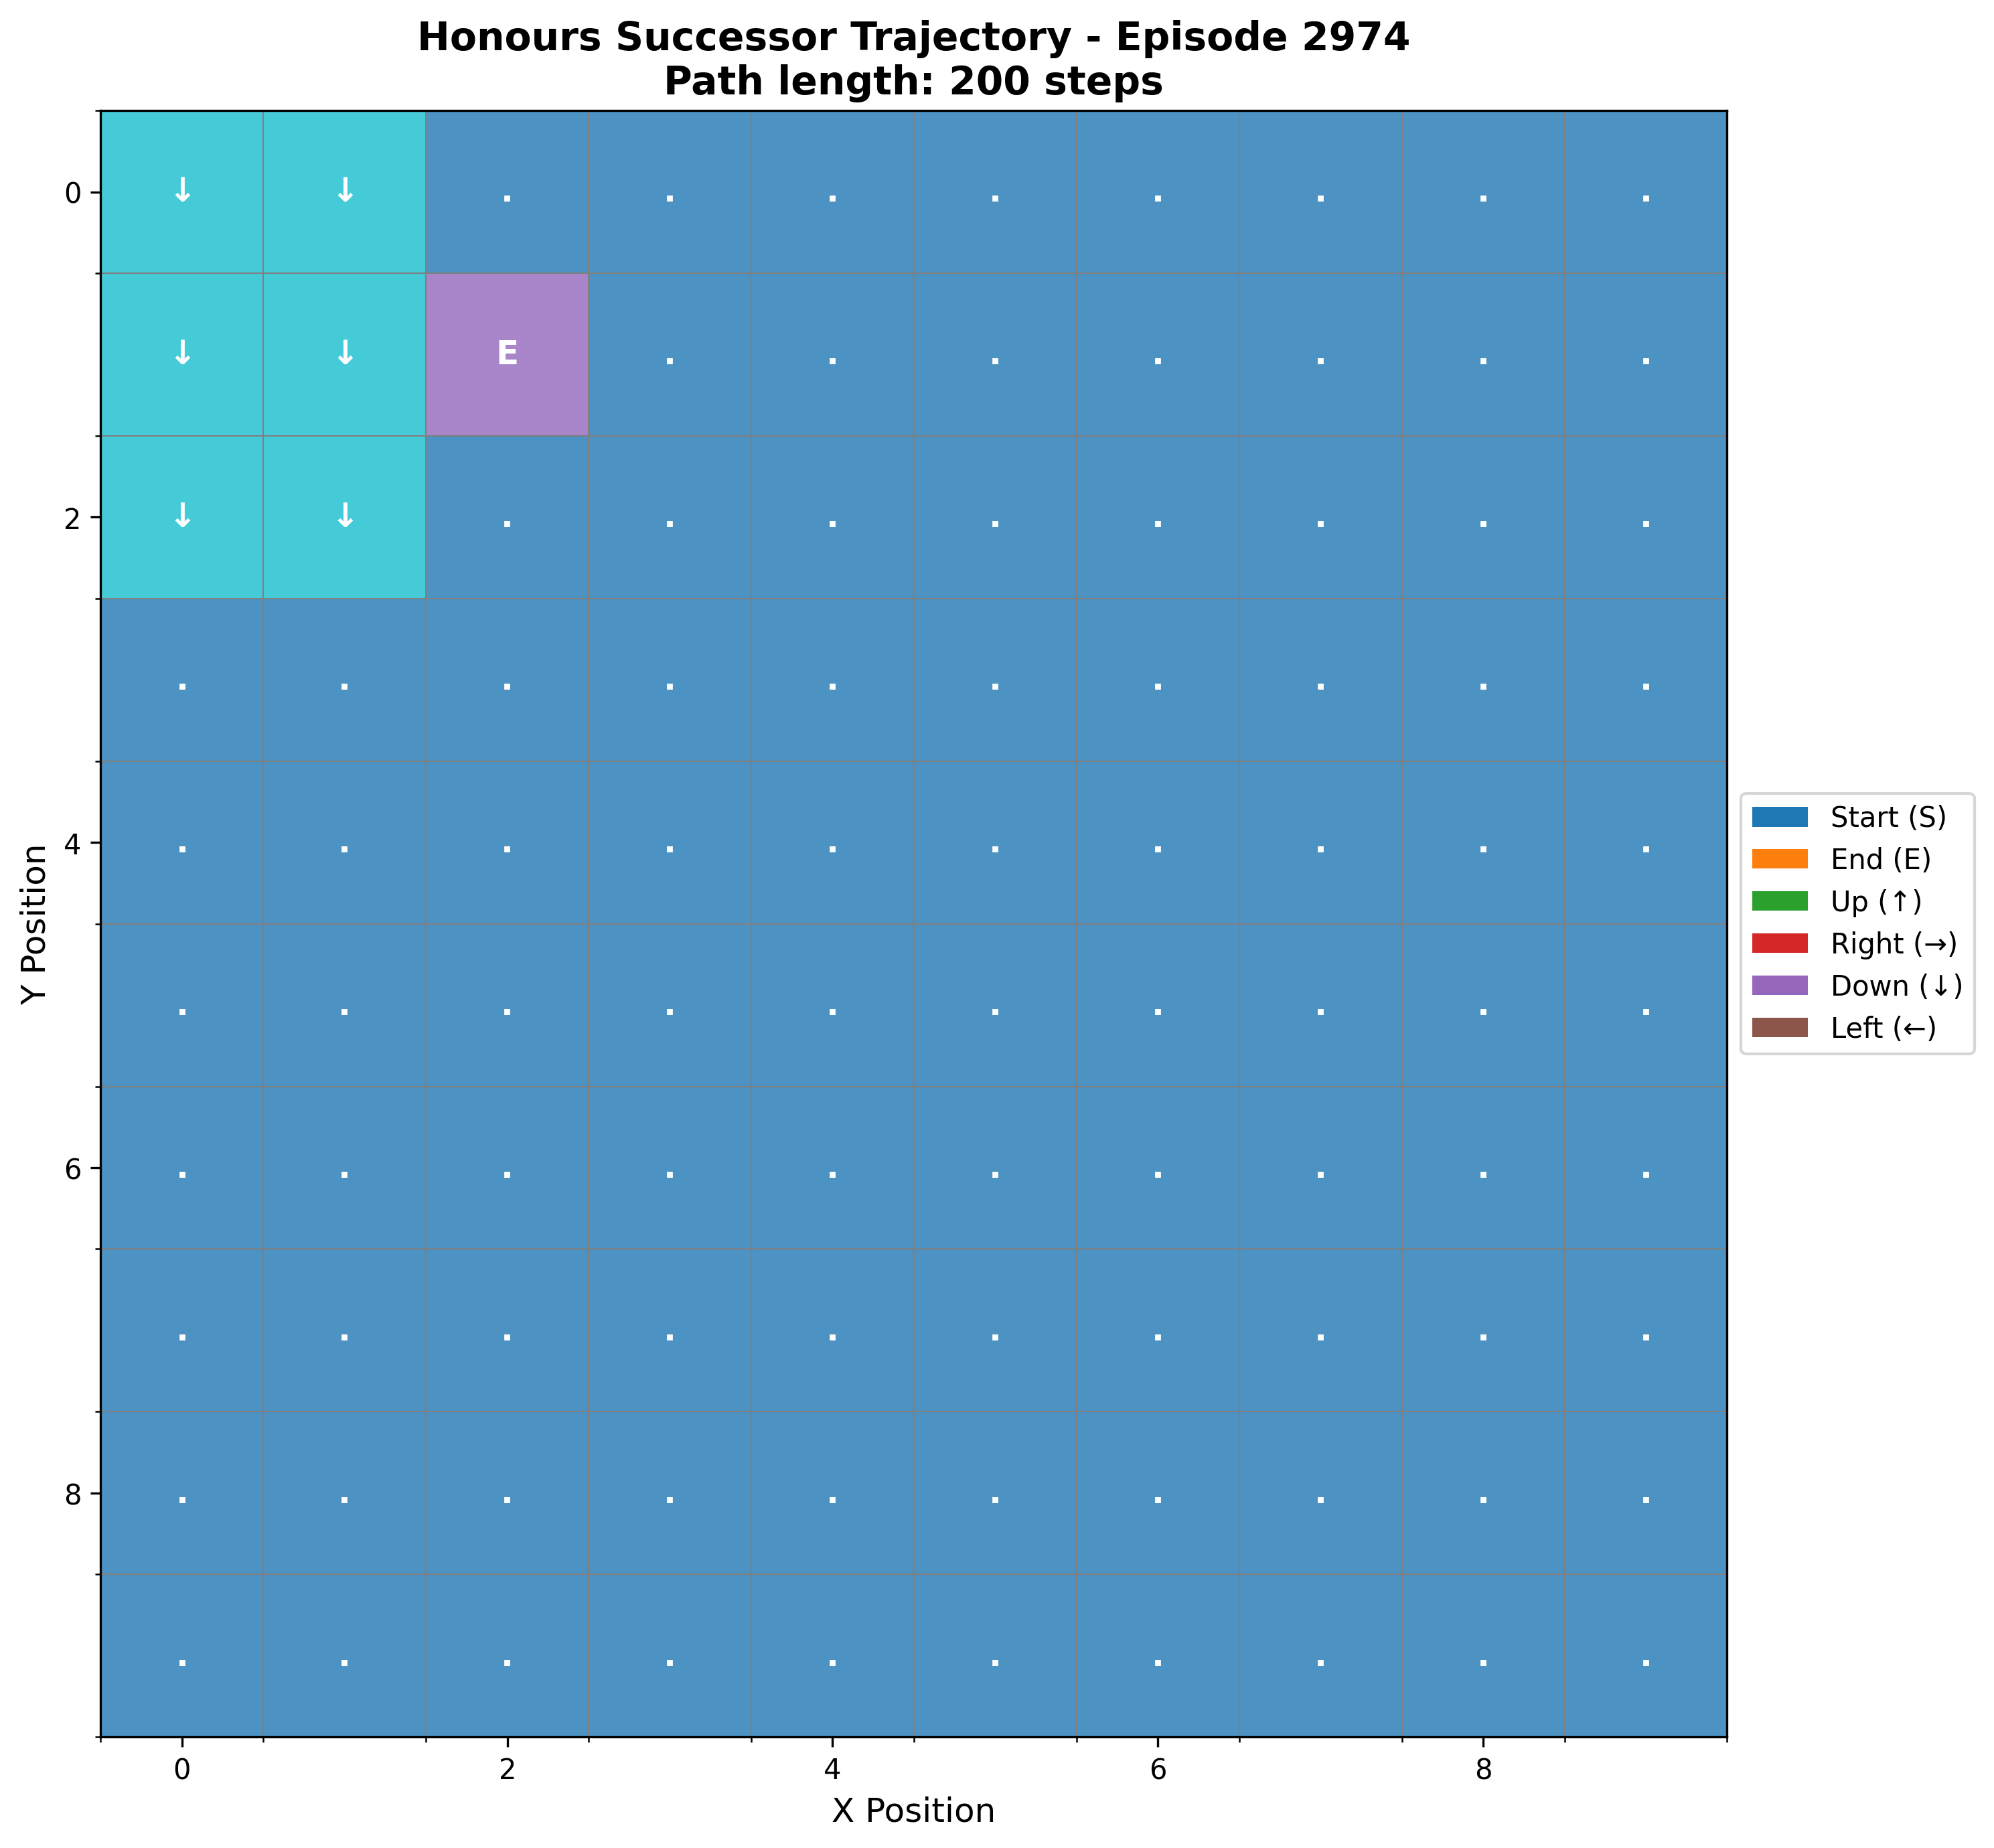 Honours Successor Trajectory - Episode 2974
Path length: 200 steps
0 ↓ ↓ . . . . . . . .
↓ ↓ E . . . . . . .
2 ↓ ↓ . . . . . . . .
. . . . . . . . . .
4 . . . . . . . . . .
. . . . . . . . . .
6 . . . . . . . . . .
. . . . . . . . . .
8 . . . . . . . . . .
. . . . . . . . . .
0 2 4 6 8
X Position
Y Position
Start (S)
End (E)
Up (↑)
Right (→)
Down (↓)
Left (←)